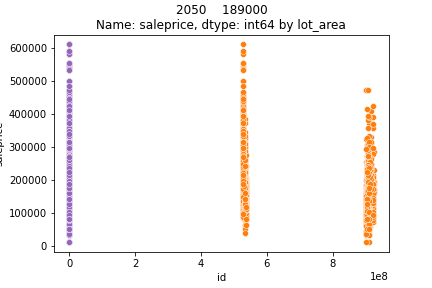 2050    189000
Name: saleprice, dtype: int64 by lot_area
600000
500000
400000
300000
200000
100000
0
saleprice
0 2 4 6 8
1e8
id